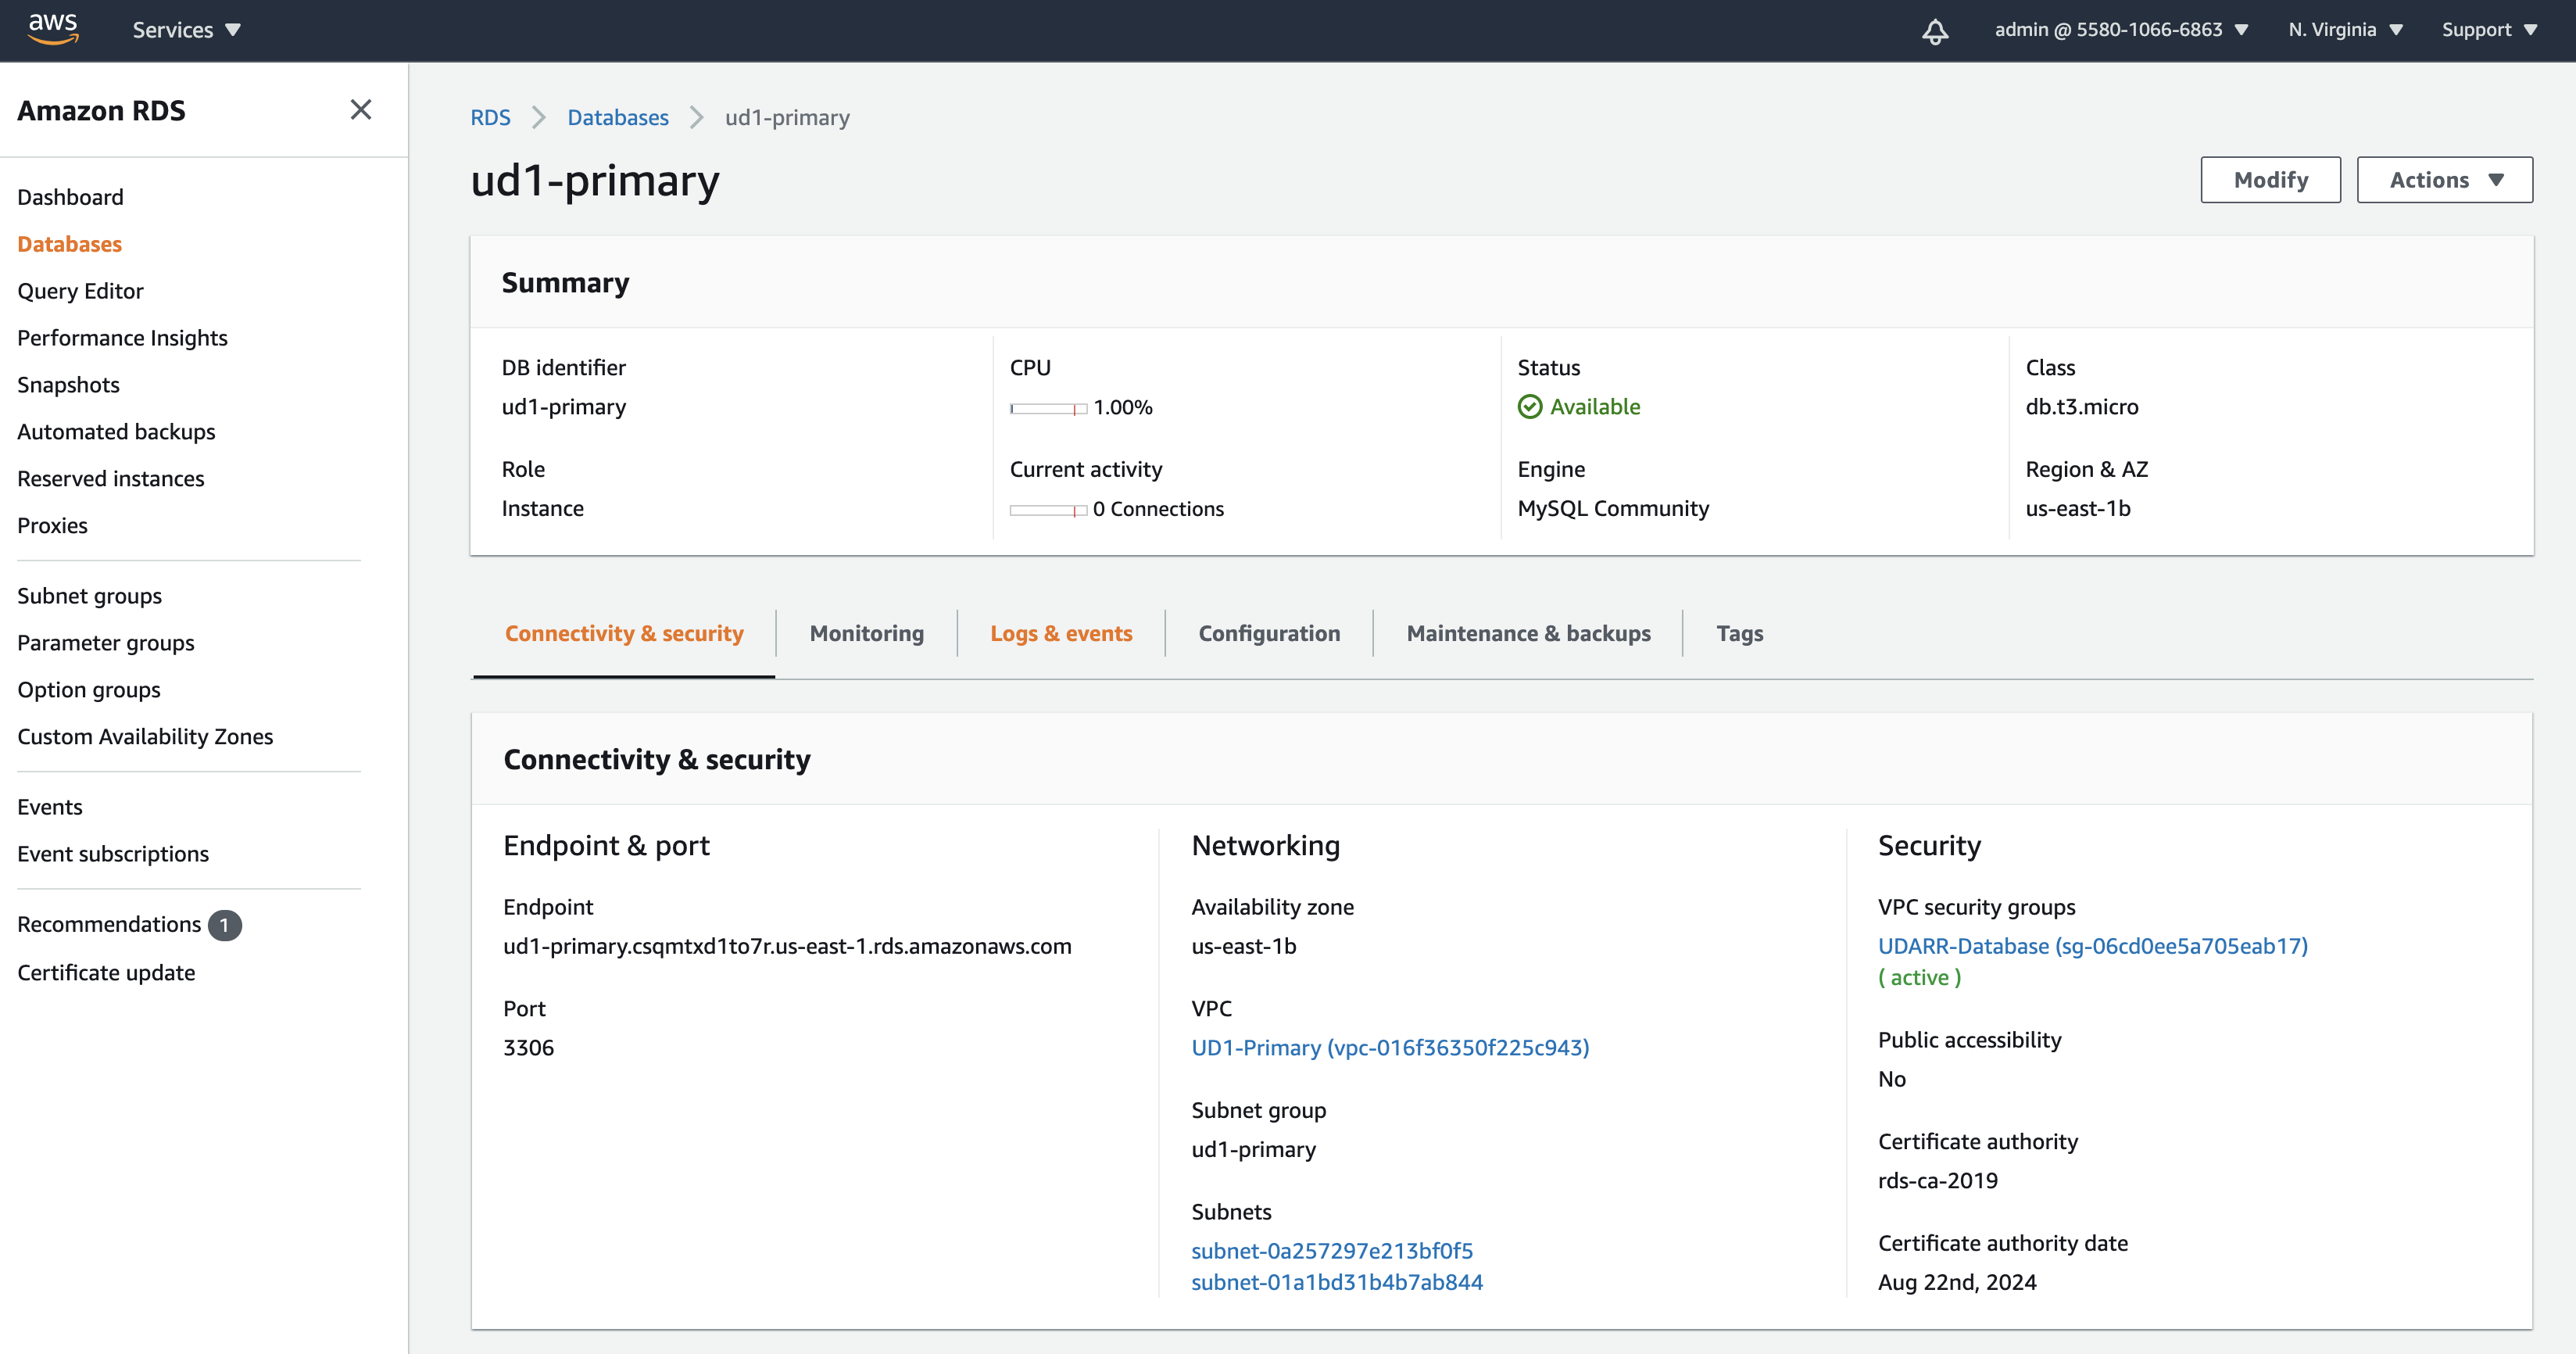 aws
Services
admin @ 5580-1066-6863
N. Virginia
Support
Amazon RDS
Dashboard
Databases
Query Editor
Performance Insights
Snapshots
Automated backups
Reserved instances
Proxies
Subnet groups
Parameter groups
Option groups
Custom Availability Zones
Events
Event subscriptions
Recommendations 1
Certificate update
RDS > Databases > ud1-primary
ud1-primary
Modify
Actions
Summary
DB identifier
ud1-primary
Role
Instance
CPU
1.00%
Current activity
0 Connections
Status
Available
Engine
MySQL Community
Class
db.t3.micro
Region & AZ
us-east-1b
Connectivity & security
Monitoring
Logs & events
Configuration
Maintenance & backups
Tags
Connectivity & security
Endpoint & port
Endpoint
ud1-primary.csqmtxd1to7r.us-east-1.rds.amazonaws.com
Port
3306
Networking
Availability zone
us-east-1b
VPC
UD1-Primary (vpc-016f36350f225c943)
Subnet group
ud1-primary
Subnets
subnet-0a257297e213bf0f5
subnet-01a1bd31b4b7ab844
Security
VPC security groups
UDARR-Database (sg-06cd0ee5a705eab17)
( active )
Public accessibility
No
Certificate authority
rds-ca-2019
Certificate authority date
Aug 22nd, 2024